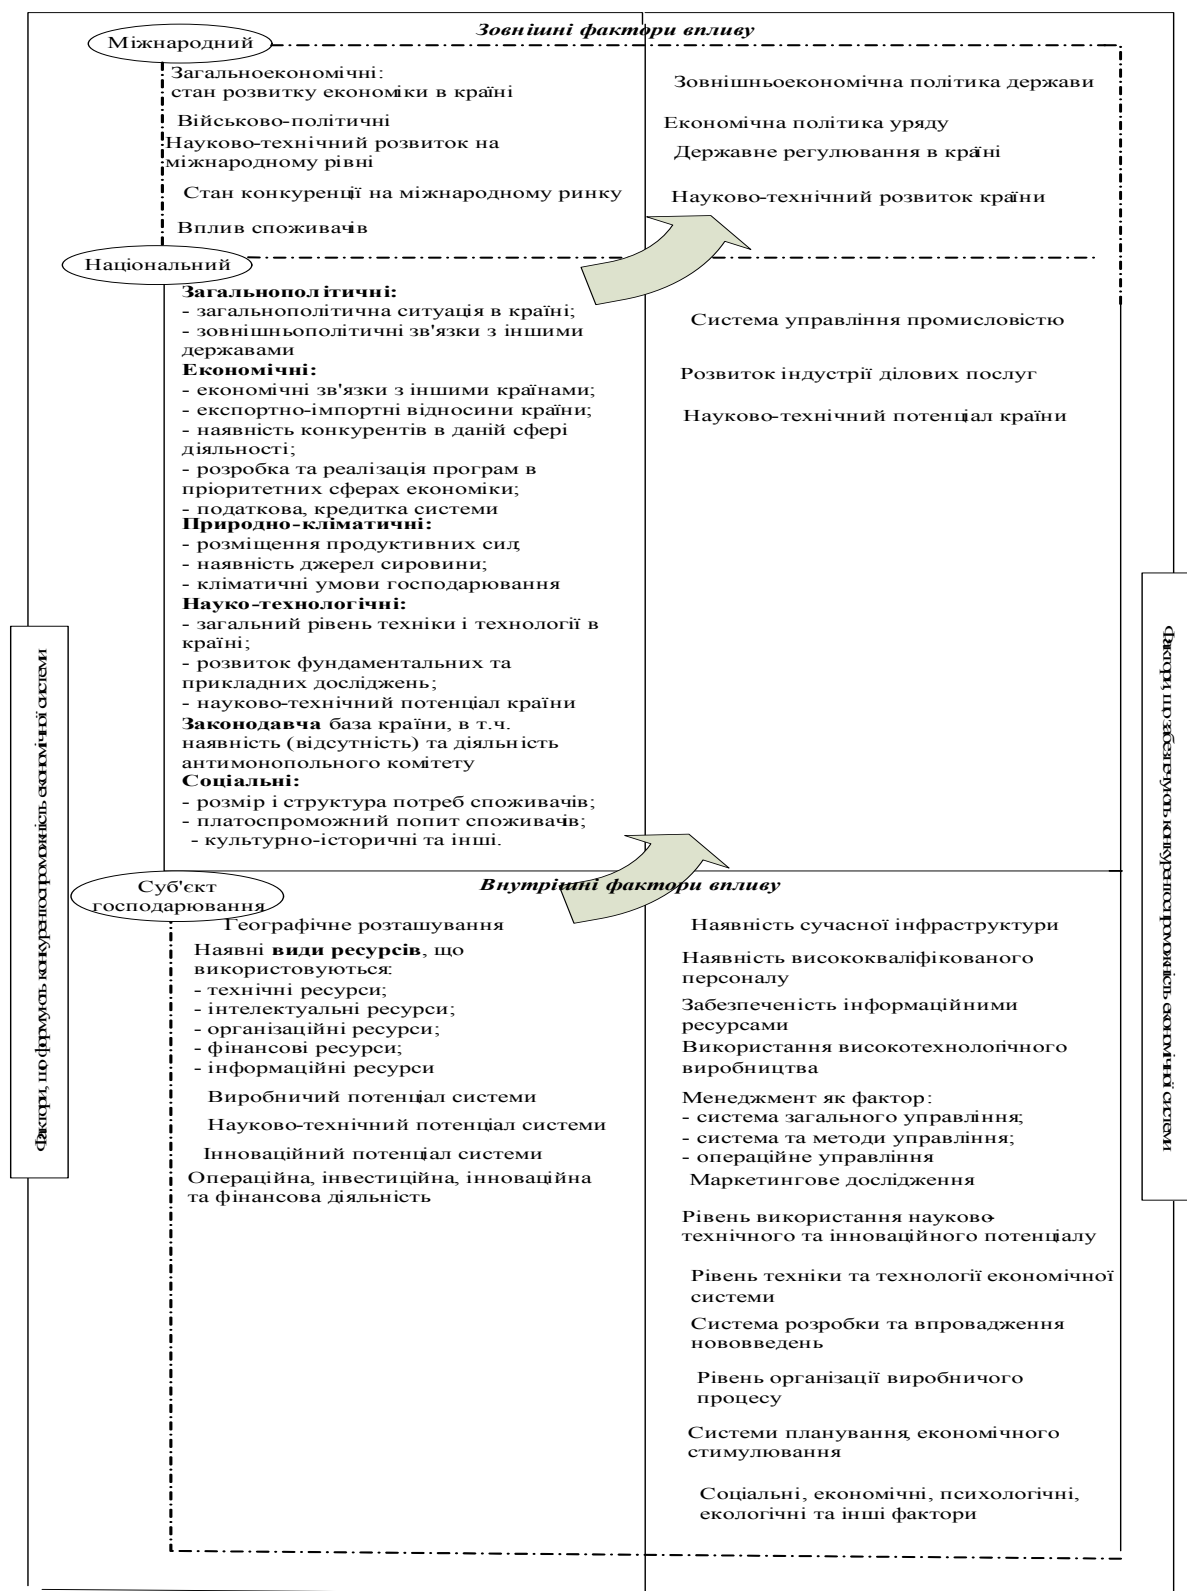 Зовнішні фактори впливу
Міжнародний
Загальноекономічні:
стан розвитку економіки в країні
Військово-політичні
Науково-технічний розвиток на
міжнародному рівні
Стан конкуренції на міжнародному ринку
Вплив споживачів
Зовнішньоекономічна політика держави
Економічна політика уряду
Державне регулювання в країні
Науково-технічний розвиток країни
Національний
Загальнополітичні:
- загальнополітична ситуація в країні;
- зовнішньополітичні зв'язки з іншими
державами
Економічні:
- економічні зв'язки з іншими країнами;
- експортно-імпортні відносини країни;
- наявність конкурентів в даній сфері
діяльності;
- розробка та реалізація програм в
пріоритетних сферах економіки;
- податкова, кредитка системи
Природно-кліматичні:
- розміщення продуктивних сил;
- наявність джерел сировини;
- кліматичні умови господарювання
Науко-технологічні:
- загальний рівень техніки і технології в
країні;
- розвиток фундаментальних та
прикладних досліджень;
- науково-технічний потенціал країни
Законодавча база країни, в т.ч.
наявність (відсутність) та діяльність
антимонопольного комітету
Соціальні:
- розмір і структура потреб споживачів;
- платоспроможний попит споживачів;
- культурно-історичні та інші.
Система управління промисловістю
Розвиток індустрії ділових послуг
Науково-технічний потенціал країни
Внутрішні фактори впливу
Суб'єкт
господарювання
Географічне розташування
Наявні види ресурсів, що
використовуються:
- технічні ресурси;
- інтелектуальні ресурси;
- організаційні ресурси;
- фінансові ресурси;
- інформаційні ресурси
Виробничий потенціал системи
Науково-технічний потенціал системи
Інноваційний потенціал системи
Операційна, інвестиційна, інноваційна
та фінансова діяльність
Наявність сучасної інфраструктури
Наявність висококваліфікованого
персоналу
Забезпеченість інформаційними
ресурсами
Використання високотехнологічного
виробництва
Менеджмент як фактор:
- система загального управління;
- система та методи управління;
- операційне управління
Маркетингове дослідження
Рівень використання науково-
технічного та інноваційного потенціалу
Рівень техніки та технології економічної
системи
Система розробки та впровадження
нововведень
Рівень організації виробничого
процесу
Системи планування, економічного
стимулювання
Соціальні, економічні, психологічні,
екологічні та інші фактори
Фактори, що формують конкурентоспроможність економічної системи
Фактори, що забезпечують конкурентоспроможність економічної системи